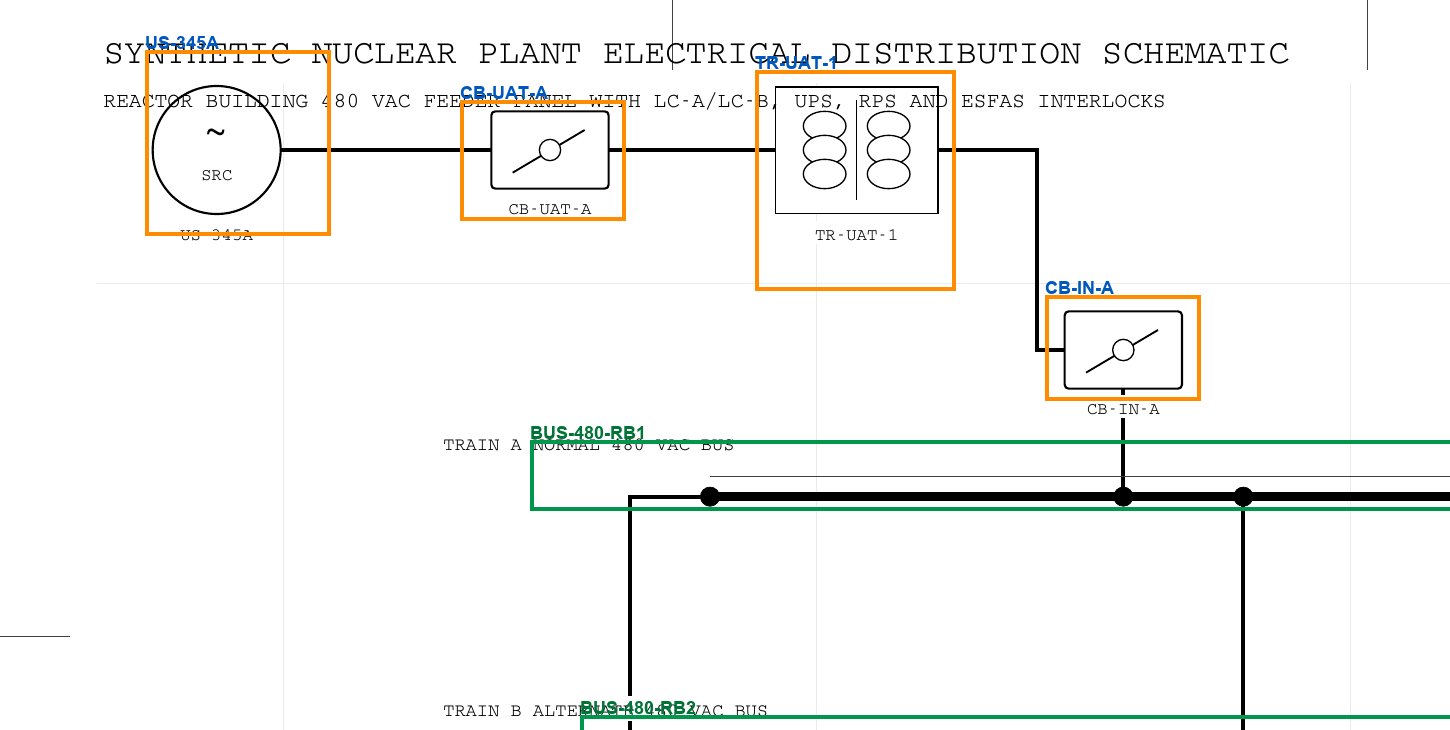 US-345A
SYNTHETIC NUCLEAR PLANT ELECTRICAL DISTRIBUTION SCHEMATIC
TR-UAT-1
CB-UAT-A
REACTOR BUILDING 480 VAC FEEDER PANEL WITH LC-A/LC-B, UPS, RPS AND ESFAS INTERLOCKS
~
SRC
CB-UAT-A
US-345A
TR-UAT-1
CB-IN-A
CB-IN-A
BUS-480-RB1
TRAIN A NORMAL 480 VAC BUS
BUS-480-RB2
TRAIN B ALTERNATE 480 VAC BUS